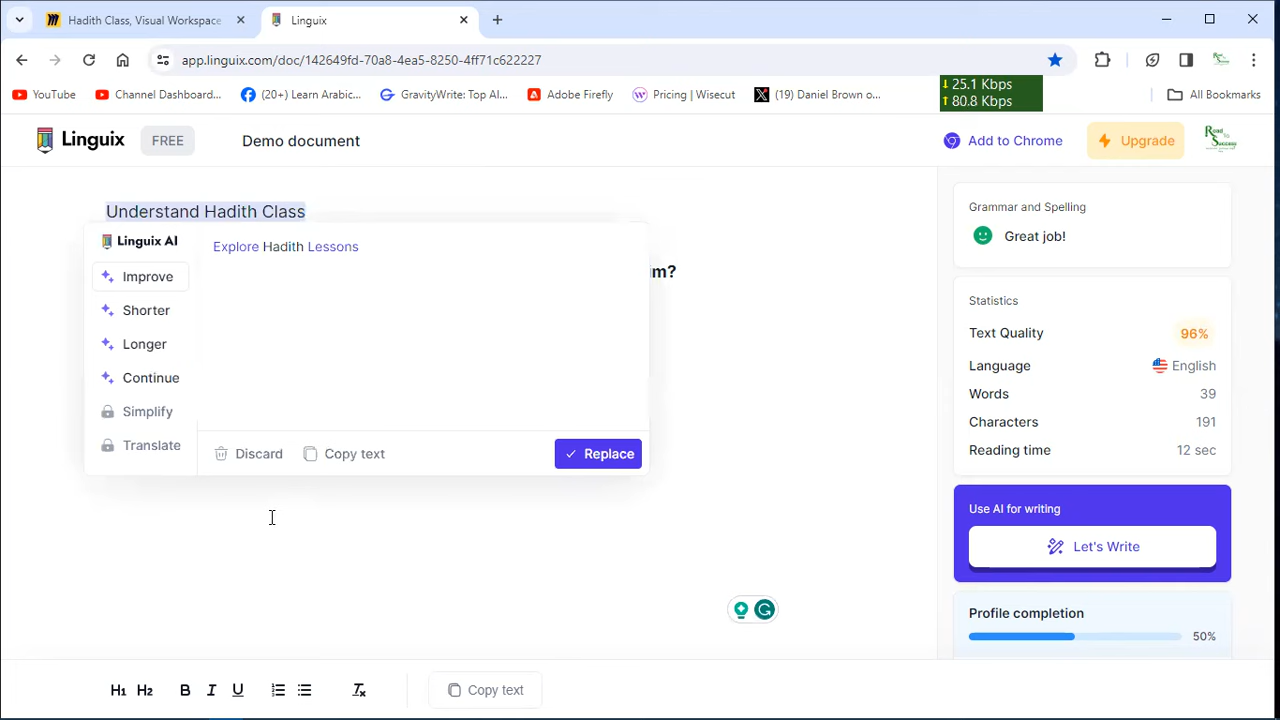 Hadith Class, Visual Workspace
Linguix
app.linguix.com/doc/142649fd-70a8-4ea5-8250-4ff71c622227
YouTube
Channel Dashboard...
(20+) Learn Arabic...
GravityWrite: Top AI...
Adobe Firefly
Pricing | Wisecut
(19) Daniel Brown o...
25.1 Kbps
80.8 Kbps
All Bookmarks
Linguix
FREE
Demo document
Add to Chrome
Upgrade
Read
Success
Understand Hadith Class
Linguix AI
Explore Hadith Lessons
m?
Improve
Shorter
Longer
Continue
Simplify
Translate
Discard
Copy text
Replace
Grammar and Spelling
Great job!
Statistics
Text Quality 96%
Language English
Words 39
Characters 191
Reading time 12 sec
Use AI for writing
Let's Write
Profile completion
50%
H1 H2 B I U
Copy text